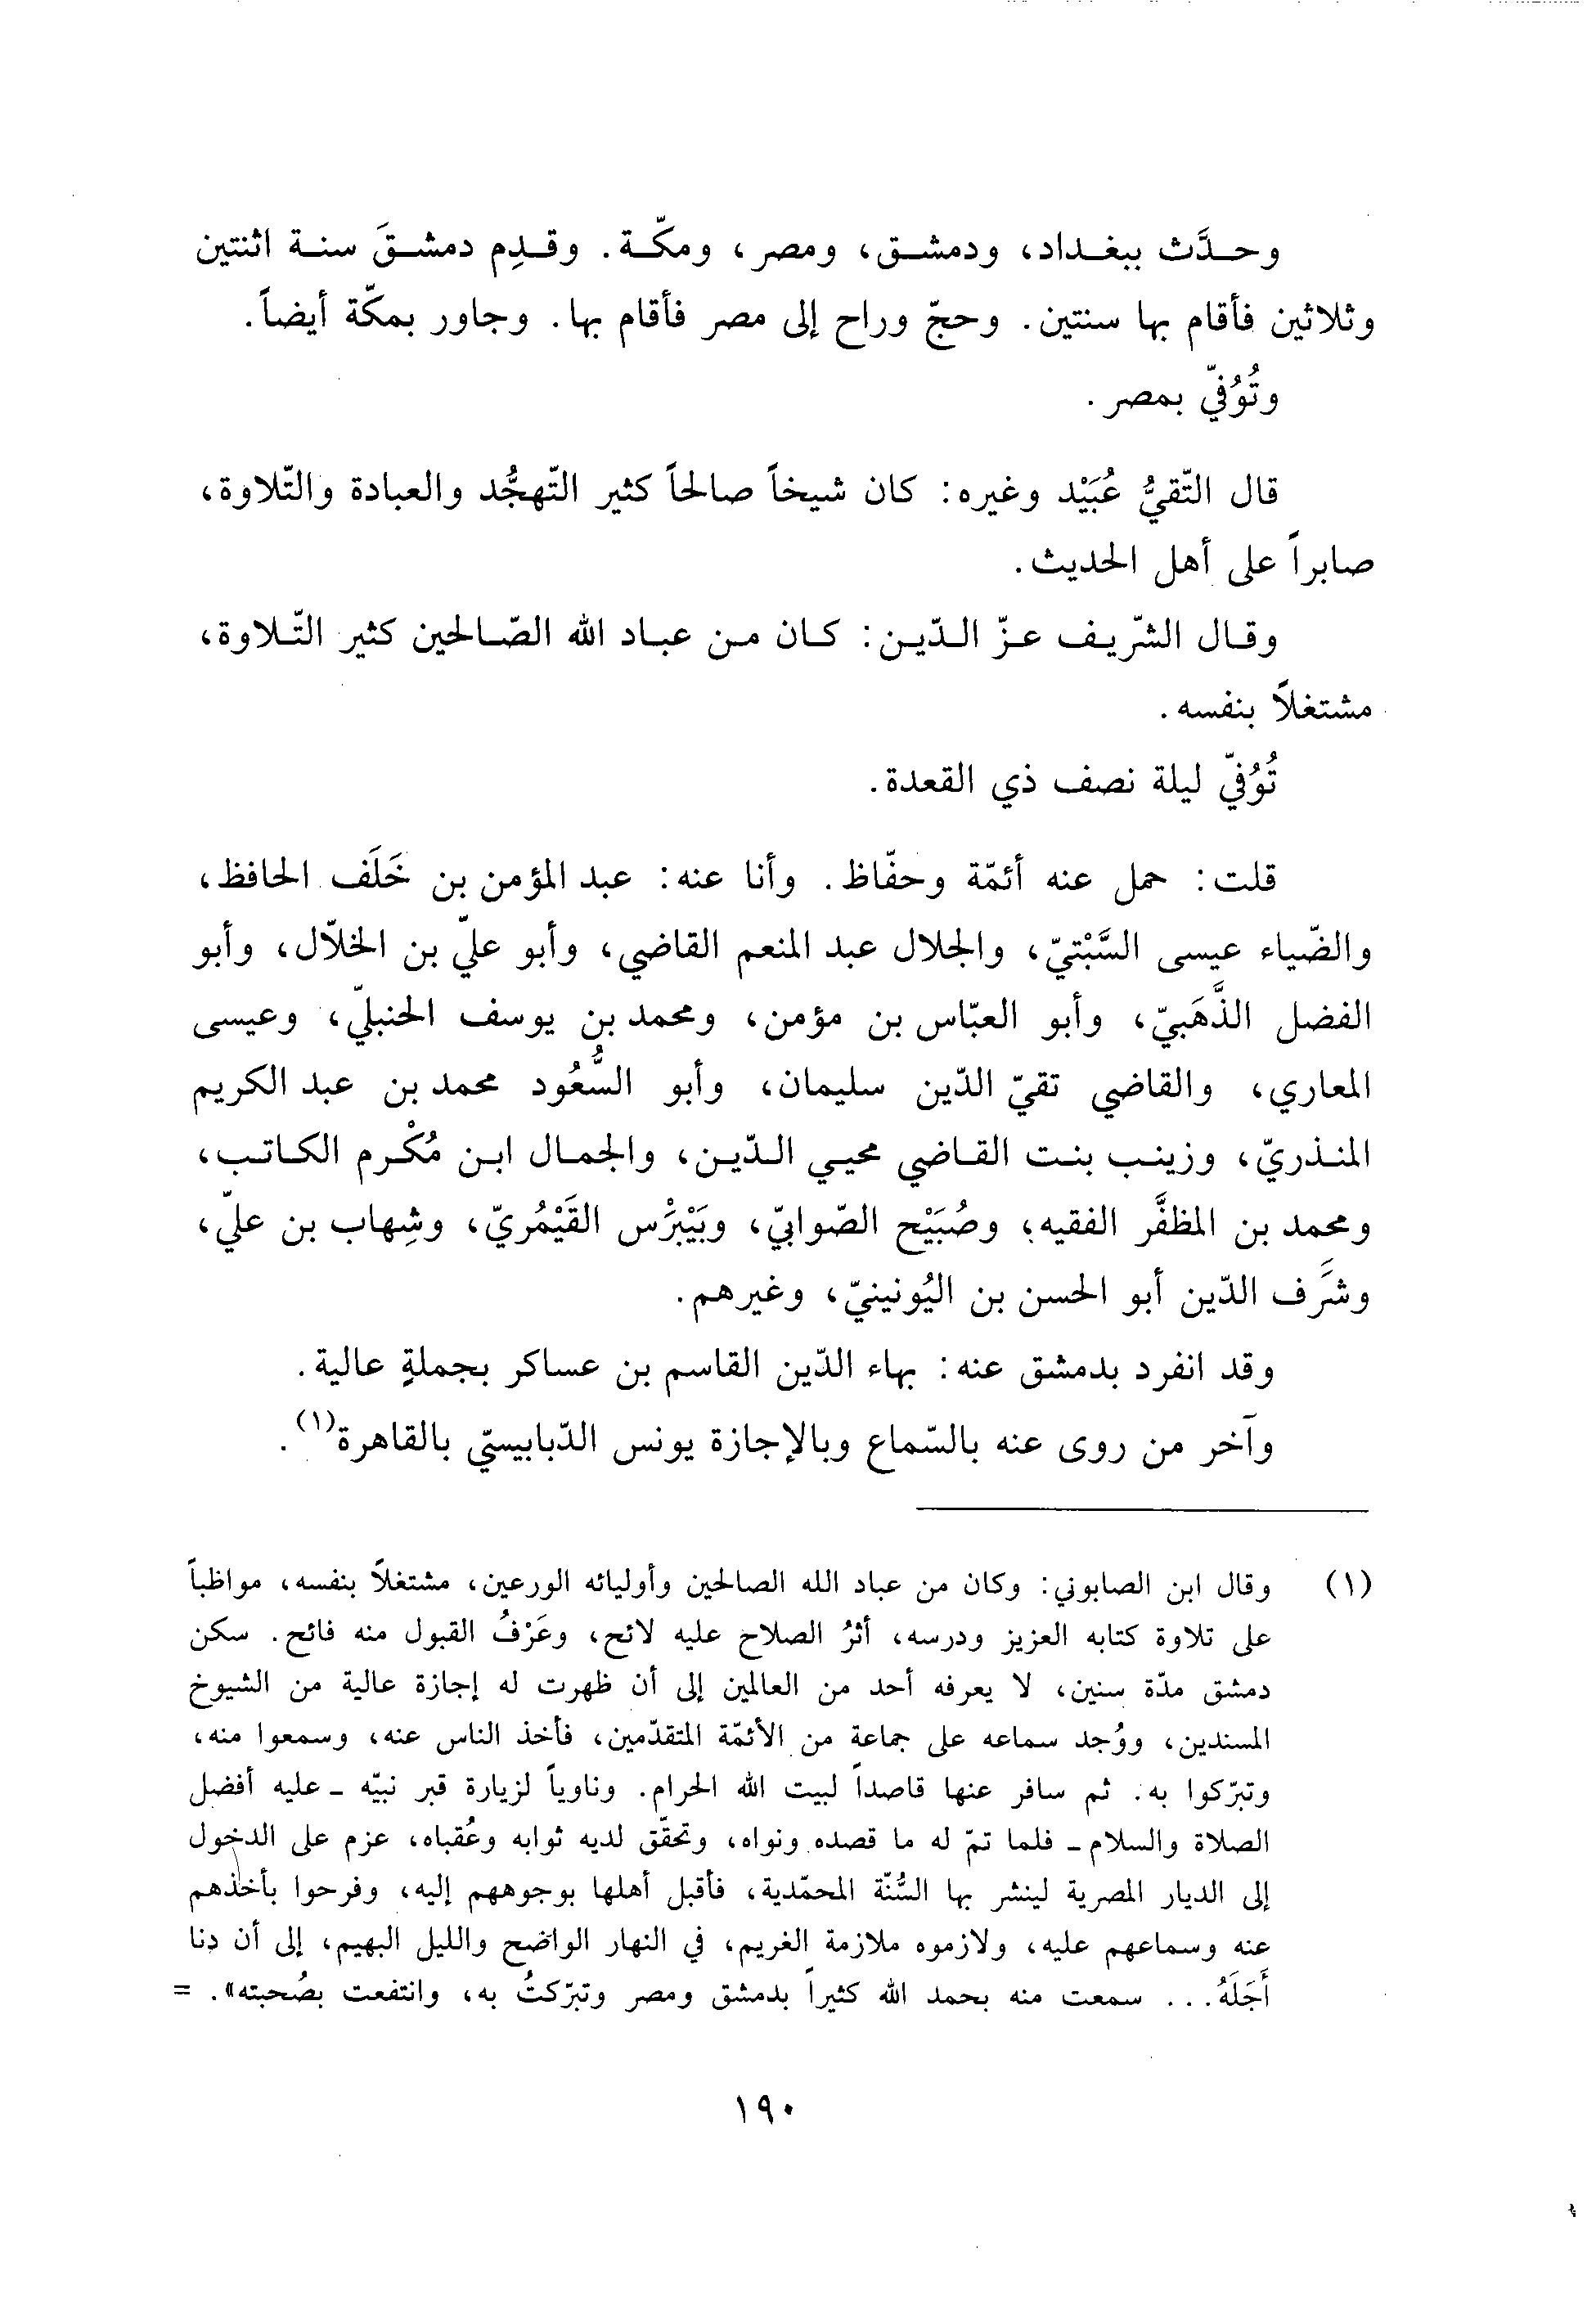 وحدَّث ببغداد، ودمشق، ومصر، ومكّة. وقدِم دمشقَ سنة اثنتين
وثلاثين فأقام بها سنتين. وحجّ وراح إلى مصر فأقام بها. وجاور بمكّة أيضاً.
وتُوُفيّ بمصر.
قال التّقيُّ عُبَيْد وغيره: كان شيخاً صالحاً كثير التّهجُّد والعبادة والتّلاوة،
صابراً على أهل الحديث.
وقال الشّريف عزّ الدّين: كان من عباد الله الصّالحين كثير التّلاوة،
مشتغلاً بنفسه.
تُوُفيّ ليلة نصف ذي القعدة.
قلت: حمل عنه أئمّة وحفّاظ. وأنا عنه: عبد المؤمن بن خَلَف الحافظ،
والضّياء عيسى السَّبْتيّ، والجلال عبد المنعم القاضي، وأبو عليّ بن الخلّال، وأبو
الفضل الذَّهَبيّ، وأبو العبّاس بن مؤمن، ومحمد بن يوسف الحنبليّ، وعيسى
المعاري، والقاضي تقيّ الدّين سليمان، وأبو السُّعُود محمد بن عبد الكريم
المنذريّ، وزينب بنت القاضي محيي الدّين، والجمال ابن مُكْرم الكاتب،
ومحمد بن المظفَّر الفقيه؛ وصُبَيْح الصّوابيّ، وبَيْبَرْس القَيْمُريّ، وشِهاب بن عليّ،
وشَرَف الدّين أبو الحسن بن اليُونينيّ، وغيرهم.
وقد انفرد بدمشق عنه: بهاء الدّين القاسم بن عساكر بجملةٍ عالية.
وآخر من روى عنه بالسّماع وبالإجازة يونس الدّبابيسيّ بالقاهرة(١).
(١) وقال ابن الصابوني: وكان من عباد الله الصالحين وأوليائه الورعين، مشتغلاً بنفسه، مواظباً
على تلاوة كتابه العزيز ودرسه، أثرُ الصلاح عليه لائح، وعَرْفُ القبول منه فائح. سكن
دمشق مدّة سنين، لا يعرفه أحد من العالمين إلى أن ظهرت له إجازة عالية من الشيوخ
المسندين، ووُجد سماعه على جماعة من الأئمّة المتقدّمين، فأخذ الناس عنه، وسمعوا منه،
وتبرّكوا به. ثم سافر عنها قاصداً لبيت الله الحرام. وناوياً لزيارة قبر نبيّه ـ عليه أفضل
الصلاة والسلام ـ فلما تمّ له ما قصده ونواه، وتحقّق لديه ثوابه وعُقباه، عزم على الدخول
إلى الديار المصرية لينشر بها السُّنّة المحمّدية، فأقبل أهلها بوجوههم إليه، وفرحوا بأخذهم
عنه وسماعهم عليه، ولازموه ملازمة الغريم، في النهار الواضح والليل البهيم، إلى أن دنا
أَجَلَهُ... سمعت منه بحمد الله كثيراً بدمشق ومصر وتبرّكتُ به، وانتفعت بصُحبته». =
١٩٠